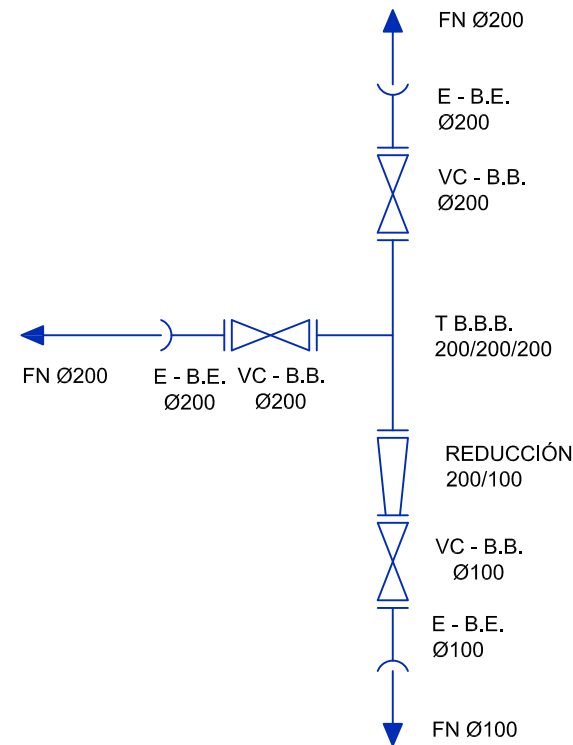 FN Ø200
E - B.E.
Ø200
VC - B.B.
Ø200
T B.B.B.
200/200/200
FN Ø200
E - B.E.
Ø200
VC - B.B.
Ø200
REDUCCIÓN
200/100
VC - B.B.
Ø100
E - B.E.
Ø100
FN Ø100